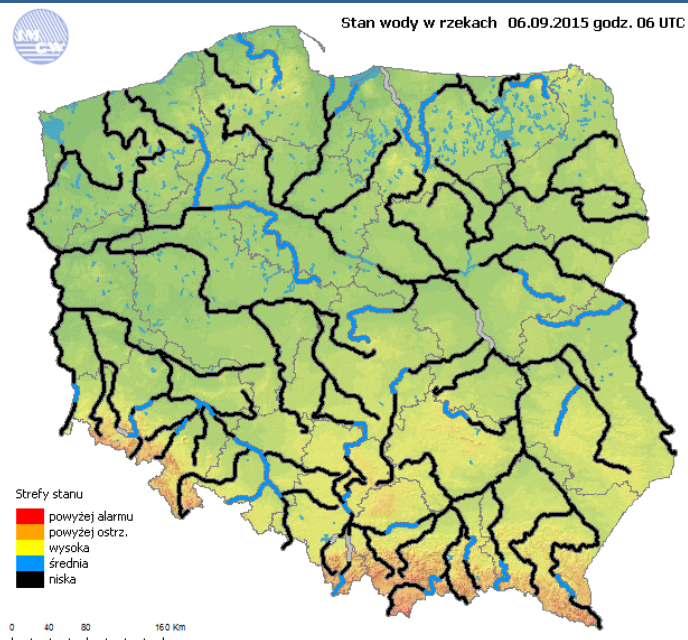 IMGW
Stan wody w rzekach 06.09.2015 godz. 06 UTC
Strefy stanu
powyżej alarmu
powyżej ostrz.
wysoka
średnia
niska
0 40 80 160 Km